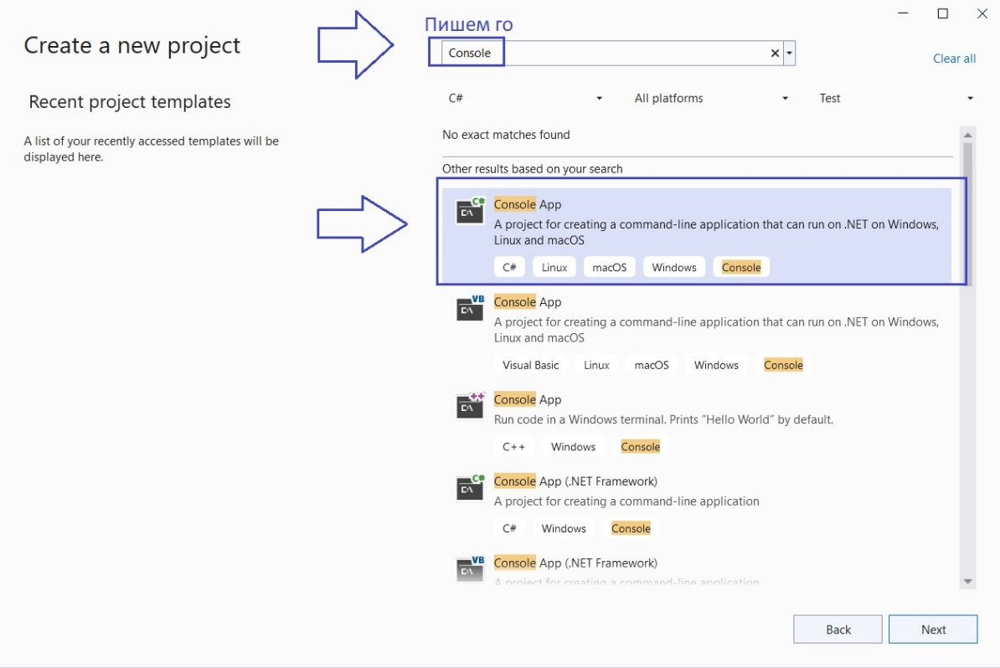 Пишем го
Create a new project
Console
Clear all
Recent project templates
C#
All platforms
Test
A list of your recently accessed templates will be
displayed here.
No exact matches found
Other results based on your search
C#
Console App
A project for creating a command-line application that can run on .NET on Windows,
Linux and macOS
C# Linux macOS Windows Console
VB
Console App
A project for creating a command-line application that can run on .NET on Windows,
Linux and macOS
Visual Basic Linux macOS Windows Console
++
Console App
Run code in a Windows terminal. Prints "Hello World" by default.
C++ Windows Console
C#
Console App (.NET Framework)
A project for creating a command-line application
C# Windows Console
VB
Console App (.NET Framework)
A project for creating a command-line application
Back
Next